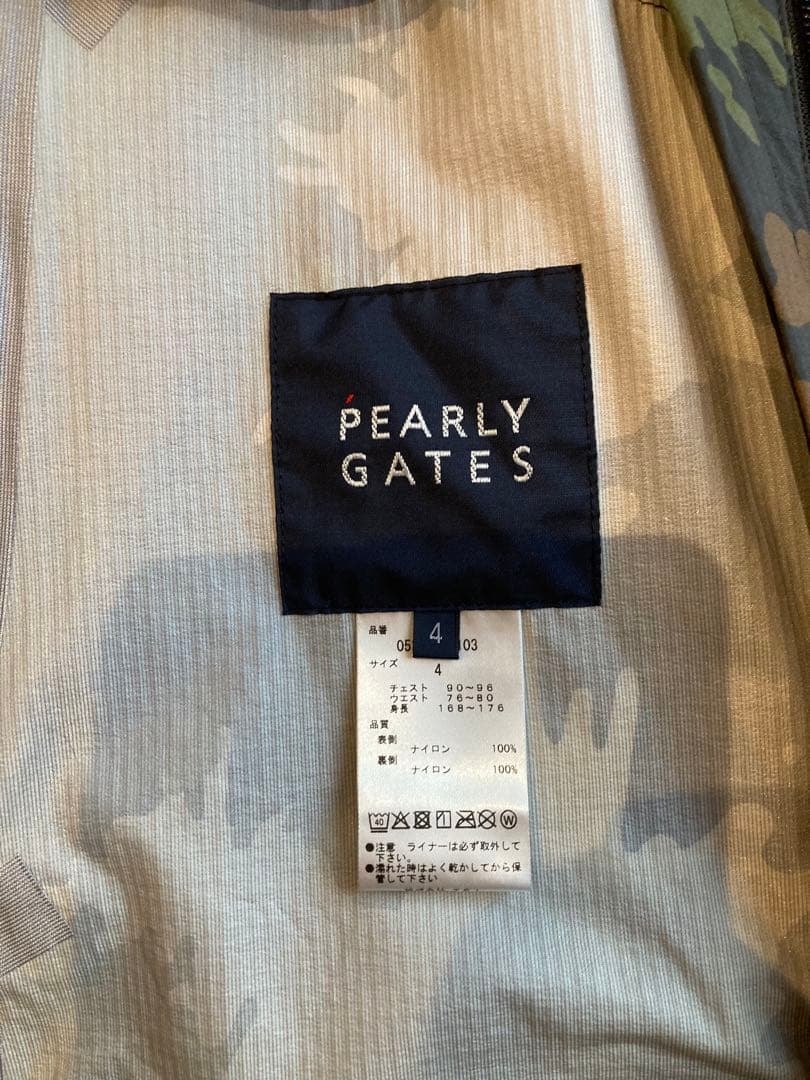 PEARLY
GATES
4
品番
05 03
サイズ
4
チェスト 90〜96
ウエスト 76〜80
身長 168〜176
品質
表側
ナイロン 100%
裏側
ナイロン 100%
40
W
●注意 ライナーは必ず取外して
下さい。
●濡れた時はよく乾かしてから保
管して下さい